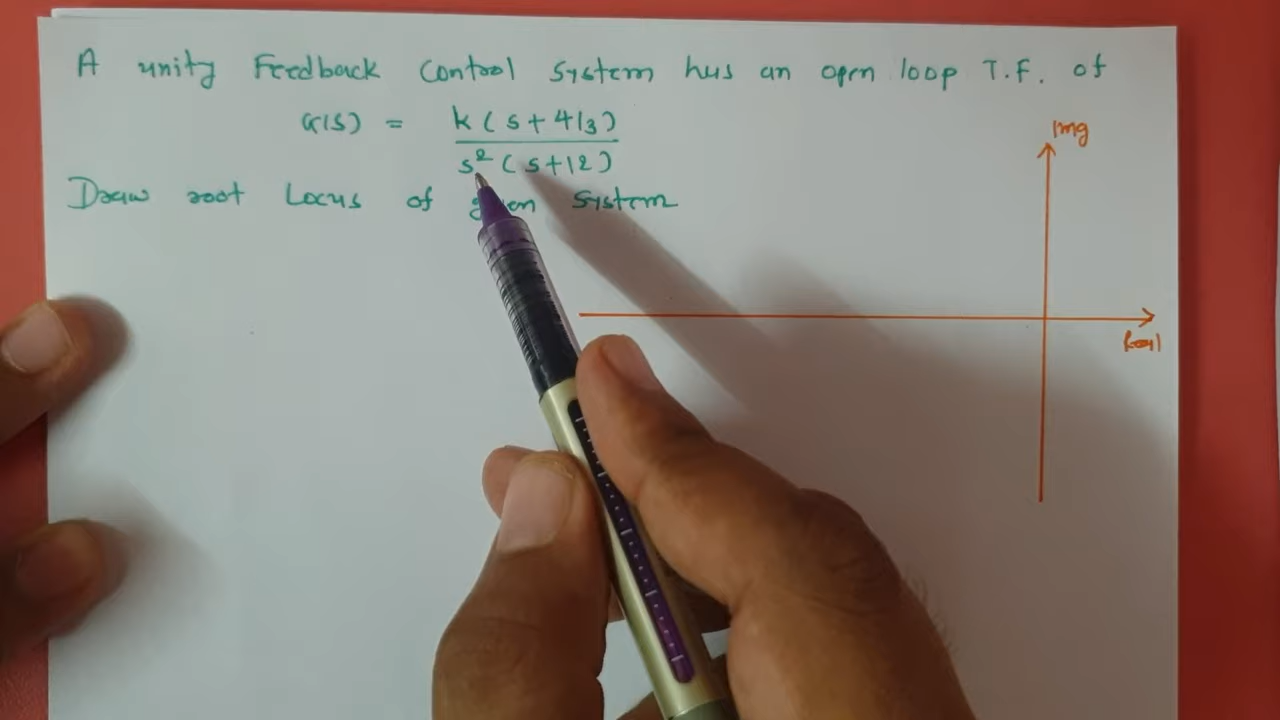 A unity Feedback Control System has an open loop T.F. of
G(S) = k(s+4/3)
s²(s+12)
Draw root Locus of given System
Img
Real